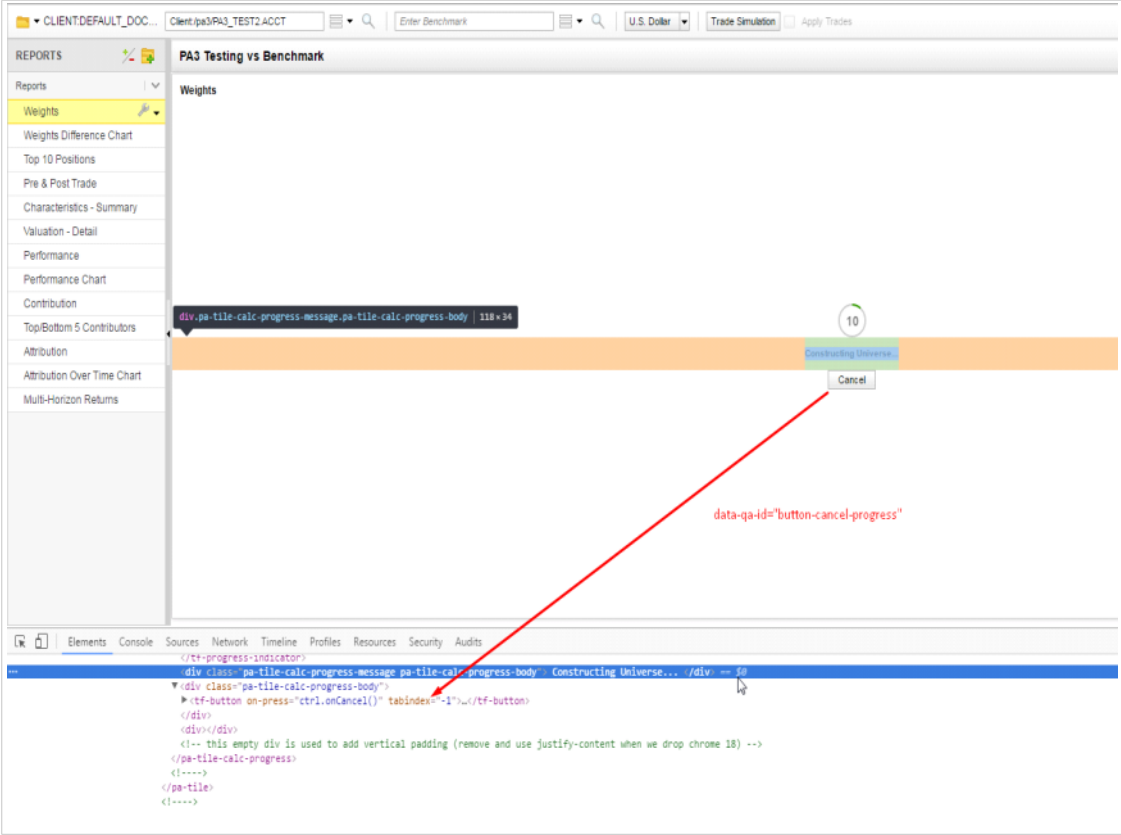 CLIENT:DEFAULT_DOC... Client:/pa3/PA3_TEST2.ACCT Enter Benchmark U.S. Dollar Trade Simulation Apply Trades
REPORTS
PA3 Testing vs Benchmark
Reports
Weights
Weights
Weights Difference Chart
Top 10 Positions
Pre & Post Trade
Characteristics - Summary
Valuation - Detail
Performance
Performance Chart
Contribution
Top/Bottom 5 Contributors
Attribution
Attribution Over Time Chart
Multi-Horizon Returns
div.pa-tile-calc-progress-message.pa-tile-calc-progress-body 118×34
10
Constructing Universe...
Cancel
data-qa-id="button-cancel-progress"
Elements Console Sources Network Timeline Profiles Resources Security Audits
</tf-progress-indicator>
... <div class="pa-tile-calc-progress-message pa-tile-calc-progress-body"> Constructing Universe... </div> == $0
▼<div class="pa-tile-calc-progress-body">
▶<tf-button on-press="ctrl.onCancel()" tabindex="-1">…</tf-button>
</div>
<div></div>
<!-- this empty div is used to add vertical padding (remove and use justify-content when we drop chrome 18) -->
</pa-tile-calc-progress>
<!---->
</pa-tile>
<!---->